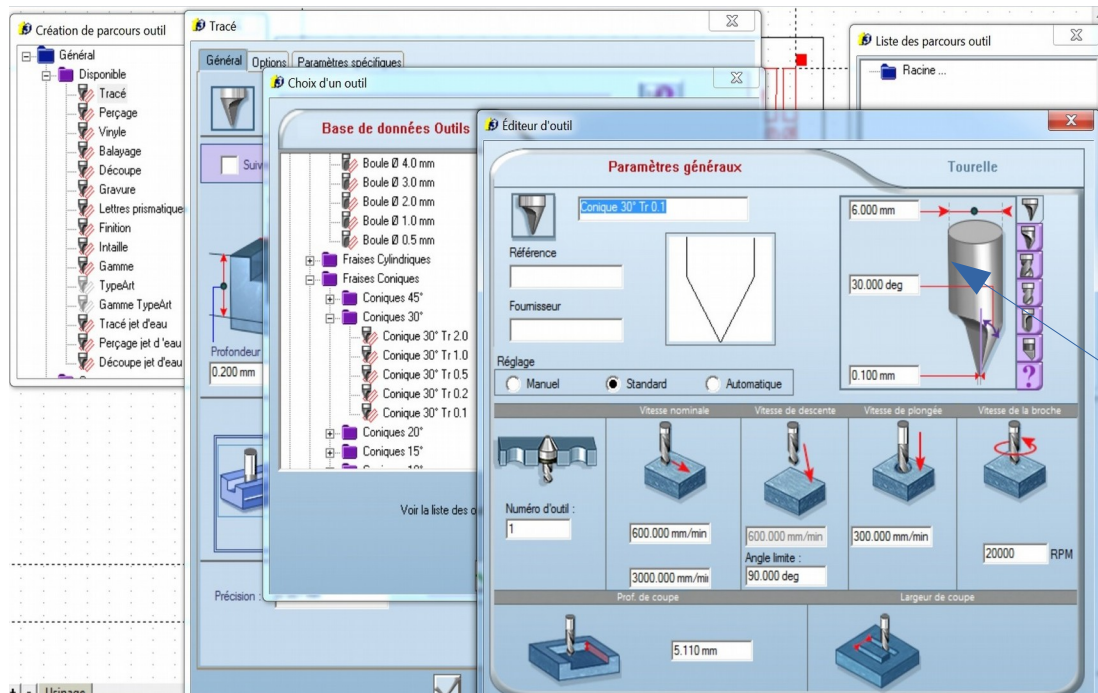 Création de parcours outil
Général
Disponible
Tracé
Perçage
Vinyle
Balayage
Découpe
Gravure
Lettres prismatique
Finition
Intaille
Gamme
TypeArt
Gamme TypeArt
Tracé jet d'eau
Perçage jet d 'eau
Découpe jet d'eau
Tracé
Général
Options
Paramètres spécifiques
Profondeur
0.200 mm
Précision :
Choix d'un outil
Base de données Outils
Boule Ø 4.0 mm
Boule Ø 3.0 mm
Boule Ø 2.0 mm
Boule Ø 1.0 mm
Boule Ø 0.5 mm
Fraises Cylindriques
Fraises Coniques
Coniques 45°
Coniques 30°
Conique 30° Tr 2.0
Conique 30° Tr 1.0
Conique 30° Tr 0.5
Conique 30° Tr 0.2
Conique 30° Tr 0.1
Coniques 20°
Coniques 15°
Voir la liste des o
Liste des parcours outil
Racine ...
Éditeur d'outil
Paramètres généraux
Tourelle
Conique 30° Tr 0.1
Référence
Fournisseur
6.000 mm
30.000 deg
0.100 mm
?
Réglage
Manuel
Standard
Automatique
Vitesse nominale
Vitesse de descente
Vitesse de plongée
Vitesse de la broche
Numéro d'outil :
1
600.000 mm/min
3000.000 mm/mi
600.000 mm/min
Angle limite :
90.000 deg
300.000 mm/min
20000 RPM
Prof. de coupe
Largeur de coupe
5.110 mm
Usinage